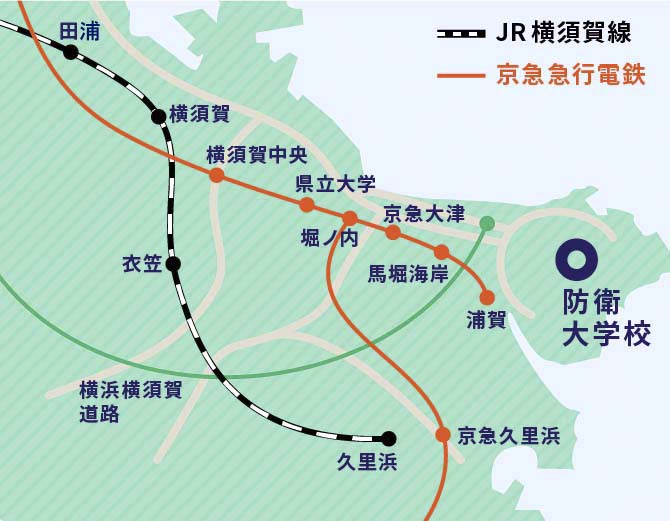 田浦
JR横須賀線
京急急行電鉄
横須賀
横須賀中央
県立大学
京急大津
堀ノ内
衣笠
馬堀海岸
浦賀
防衛
大学校
横浜横須賀
道路
京急久里浜
久里浜